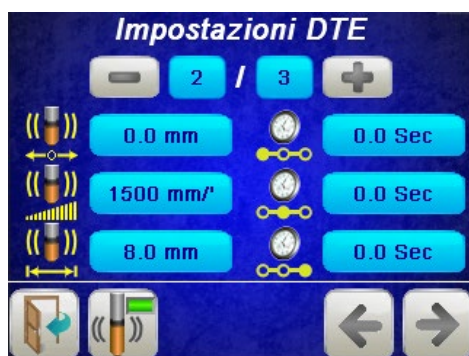 Impostazioni DTE
2 / 3
0.0 mm 0.0 Sec
1500 mm/' 0.0 Sec
8.0 mm 0.0 Sec